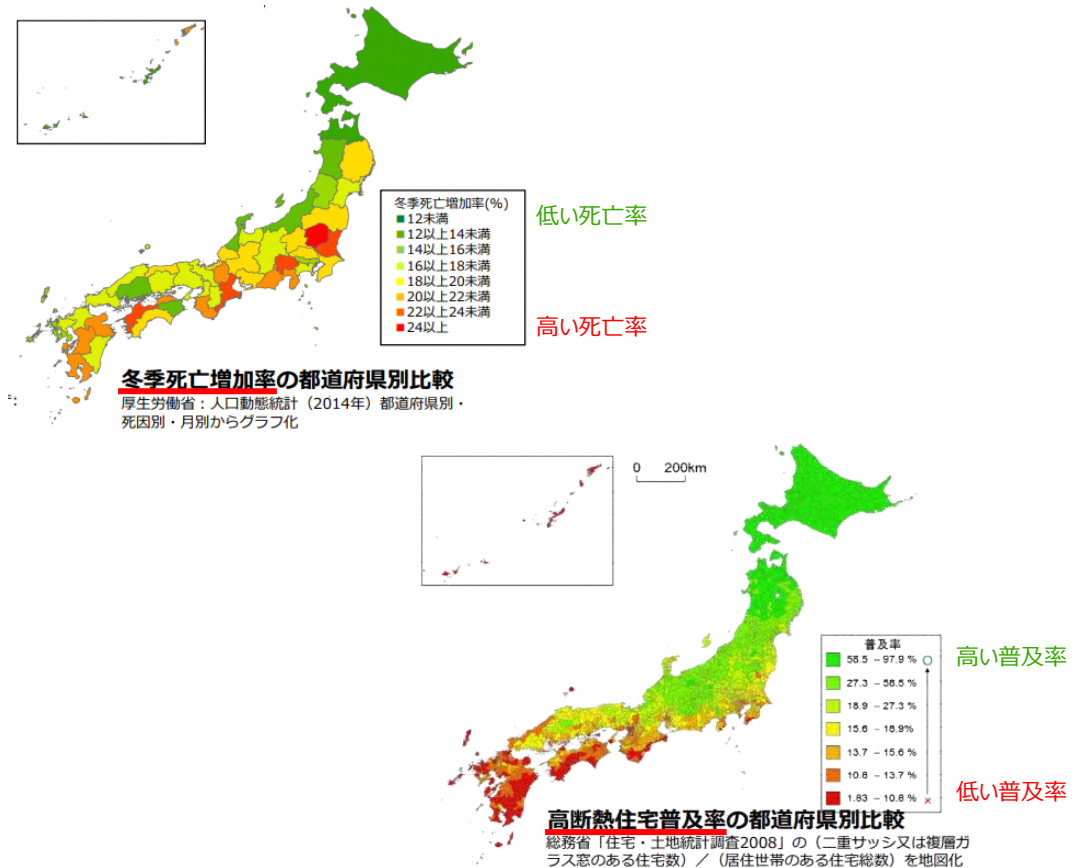 冬季死亡増加率(%)
12未満
12以上14未満
14以上16未満
16以上18未満
18以上20未満
20以上22未満
22以上24未満
24以上
低い死亡率
高い死亡率
冬季死亡増加率の都道府県別比較
厚生労働省：人口動態統計（2014年）都道府県別・
死因別・月別からグラフ化
0 200km
普及率
58.5 － 97.9 %
27.3 － 58.5 %
18.9 － 27.3 %
15.6 － 18.9%
13.7 － 15.6 %
10.8 － 13.7 %
1.63 － 10.8 %
高い普及率
低い普及率
高断熱住宅普及率の都道府県別比較
総務省「住宅・土地統計調査2008」の（二重サッシ又は複層ガ
ラス窓のある住宅数）／（居住世帯のある住宅総数）を地図化